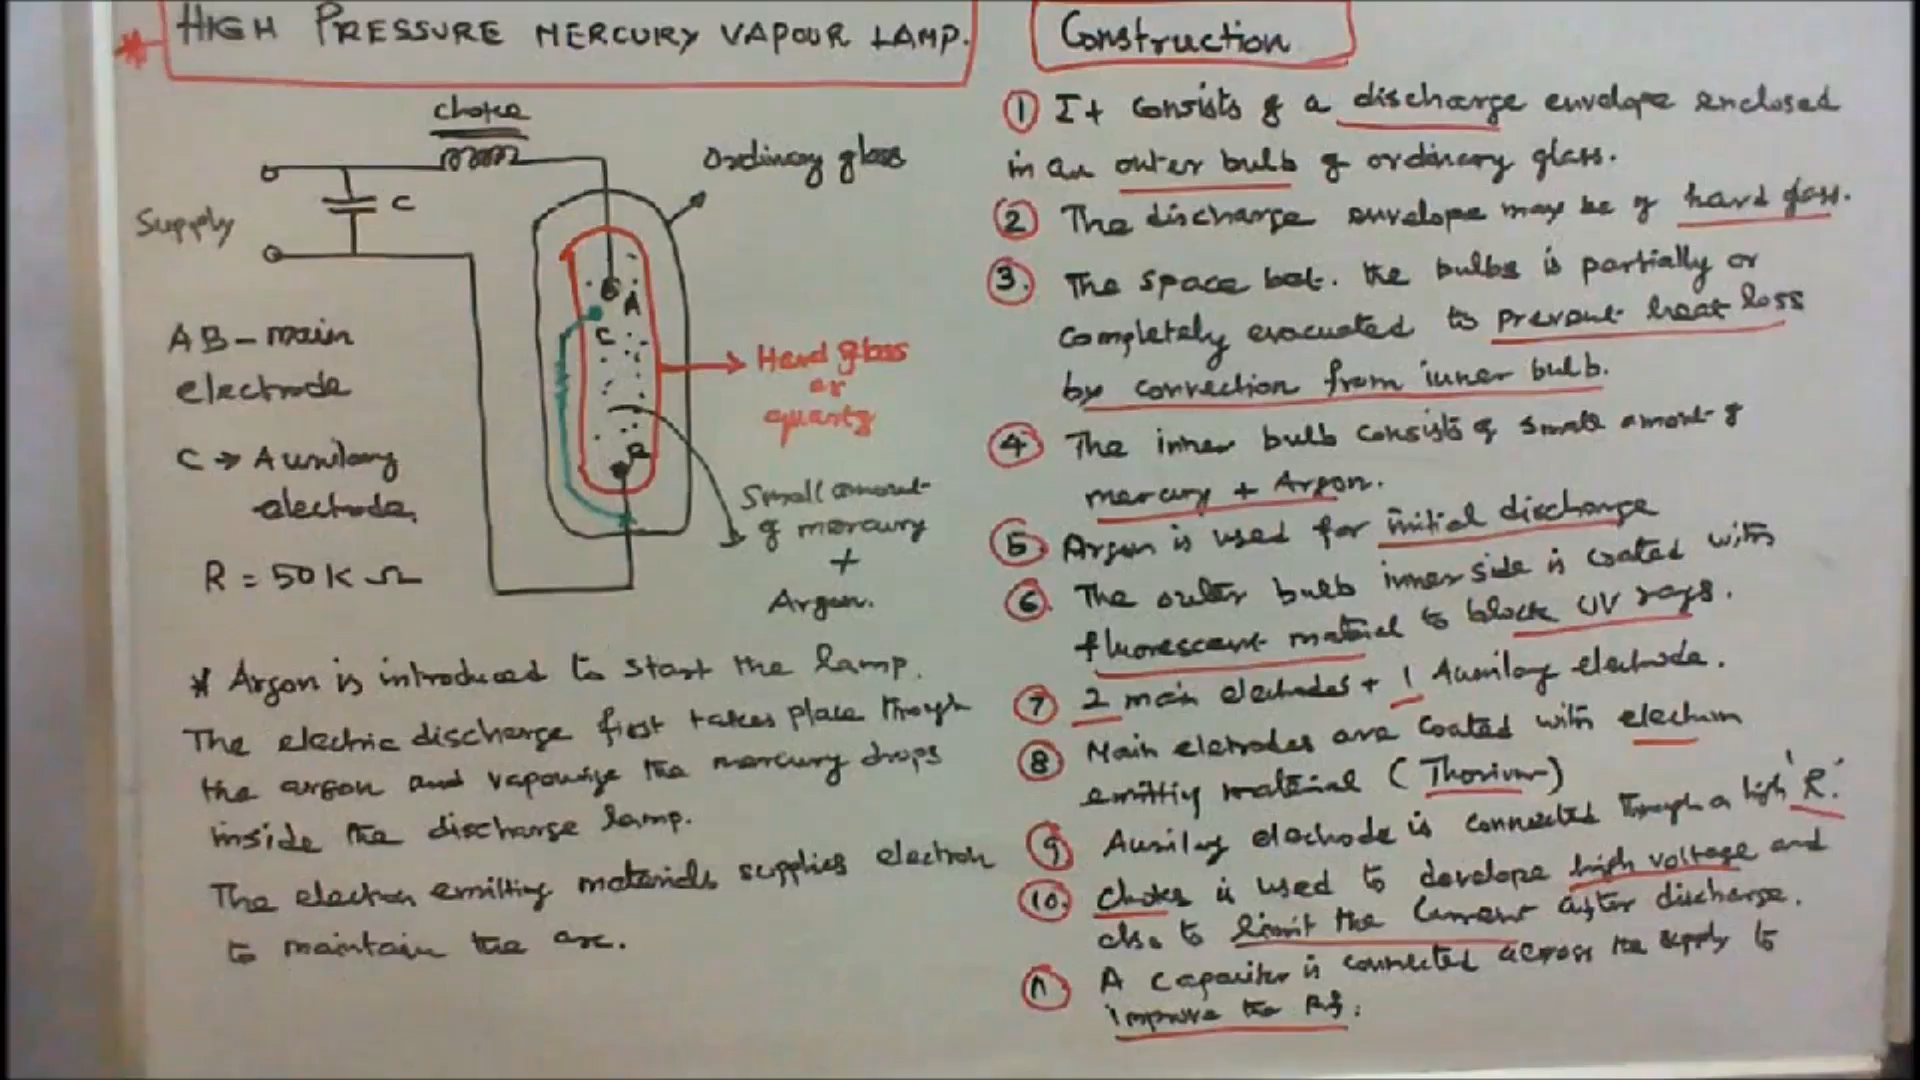 HIGH PRESSURE MERCURY VAPOUR LAMP.
choke
Ordinary glass
C
Supply
A
C
Hard glass
or
quartz
AB - main
electrode
C → Auxilary
electrode.
R = 50K Ω
Small amount
of mercury
+
Argon.
* Argon is introduced to start the lamp.
The electric discharge first takes place through
the argon and vapourize the mercury drops
inside the discharge lamp.
The electron emitting materials supplies electron
to maintain the arc.
Construction
① It consists of a discharge envelope enclosed
in an outer bulb of ordinary glass.
② The discharge envelope may be of hard glass.
③. The space bet. the bulbs is partially or
completely evacuated to prevent heat loss
by convection from inner bulb.
④ The inner bulb consists of small amount of
mercury + Argon.
⑤ Argon is used for initial discharge
⑥. The outer bulb inner side is coated with
fluorescent material to block UV rays.
⑦ 2 main electrodes + 1 Auxilary electrode.
⑧ Main eletrodes are coated with electron
emitting material (Thorium)
⑨ Auxilary electrode is connected through a high 'R'.
⑩. Choke is used to develope high voltage and
also to limit the current after discharge.
⑪ A capacitor is connected across the supply to
improve the Pf.